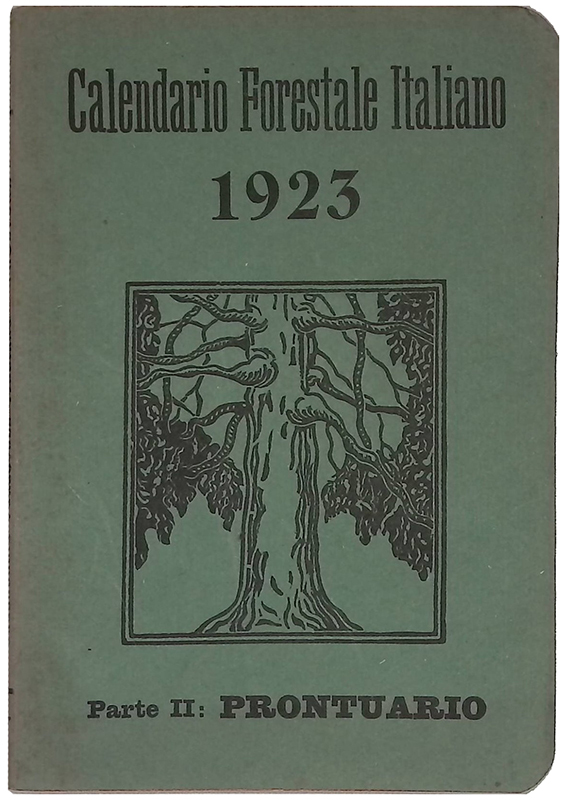 Calendario Forestale Italiano
1923
Parte II: PRONTUARIO